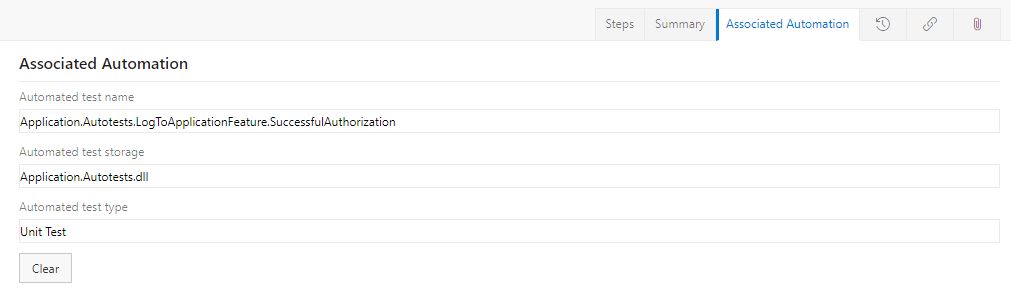 Steps Summary Associated Automation
Associated Automation
Automated test name
Application.Autotests.LogToApplicationFeature.SuccessfulAuthorization
Automated test storage
Application.Autotests.dll
Automated test type
Unit Test
Clear